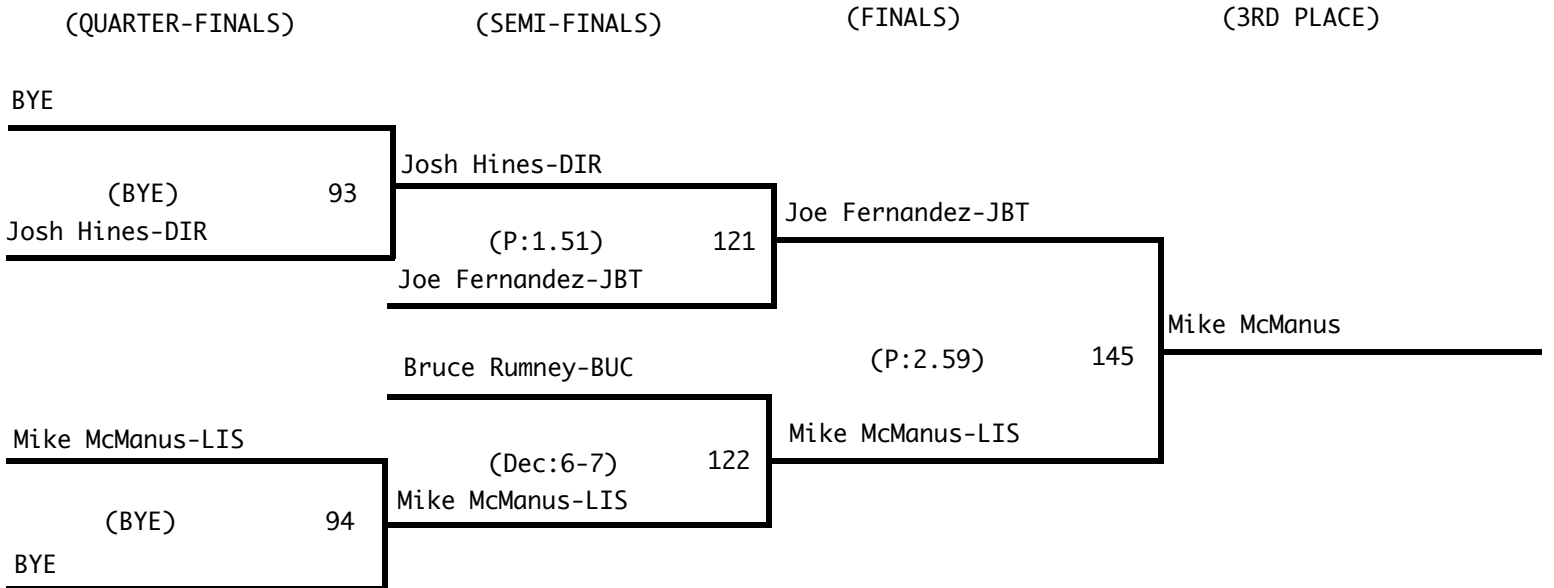 (QUARTER-FINALS) (SEMI-FINALS) (FINALS) (3RD PLACE)
BYE
(BYE) 93
Josh Hines-DIR
Josh Hines-DIR
(P:1.51) 121
Joe Fernandez-JBT
Joe Fernandez-JBT
Bruce Rumney-BUC
(P:2.59) 145
Mike McManus
Mike McManus-LIS
(BYE) 94
BYE
(Dec:6-7) 122
Mike McManus-LIS
Mike McManus-LIS